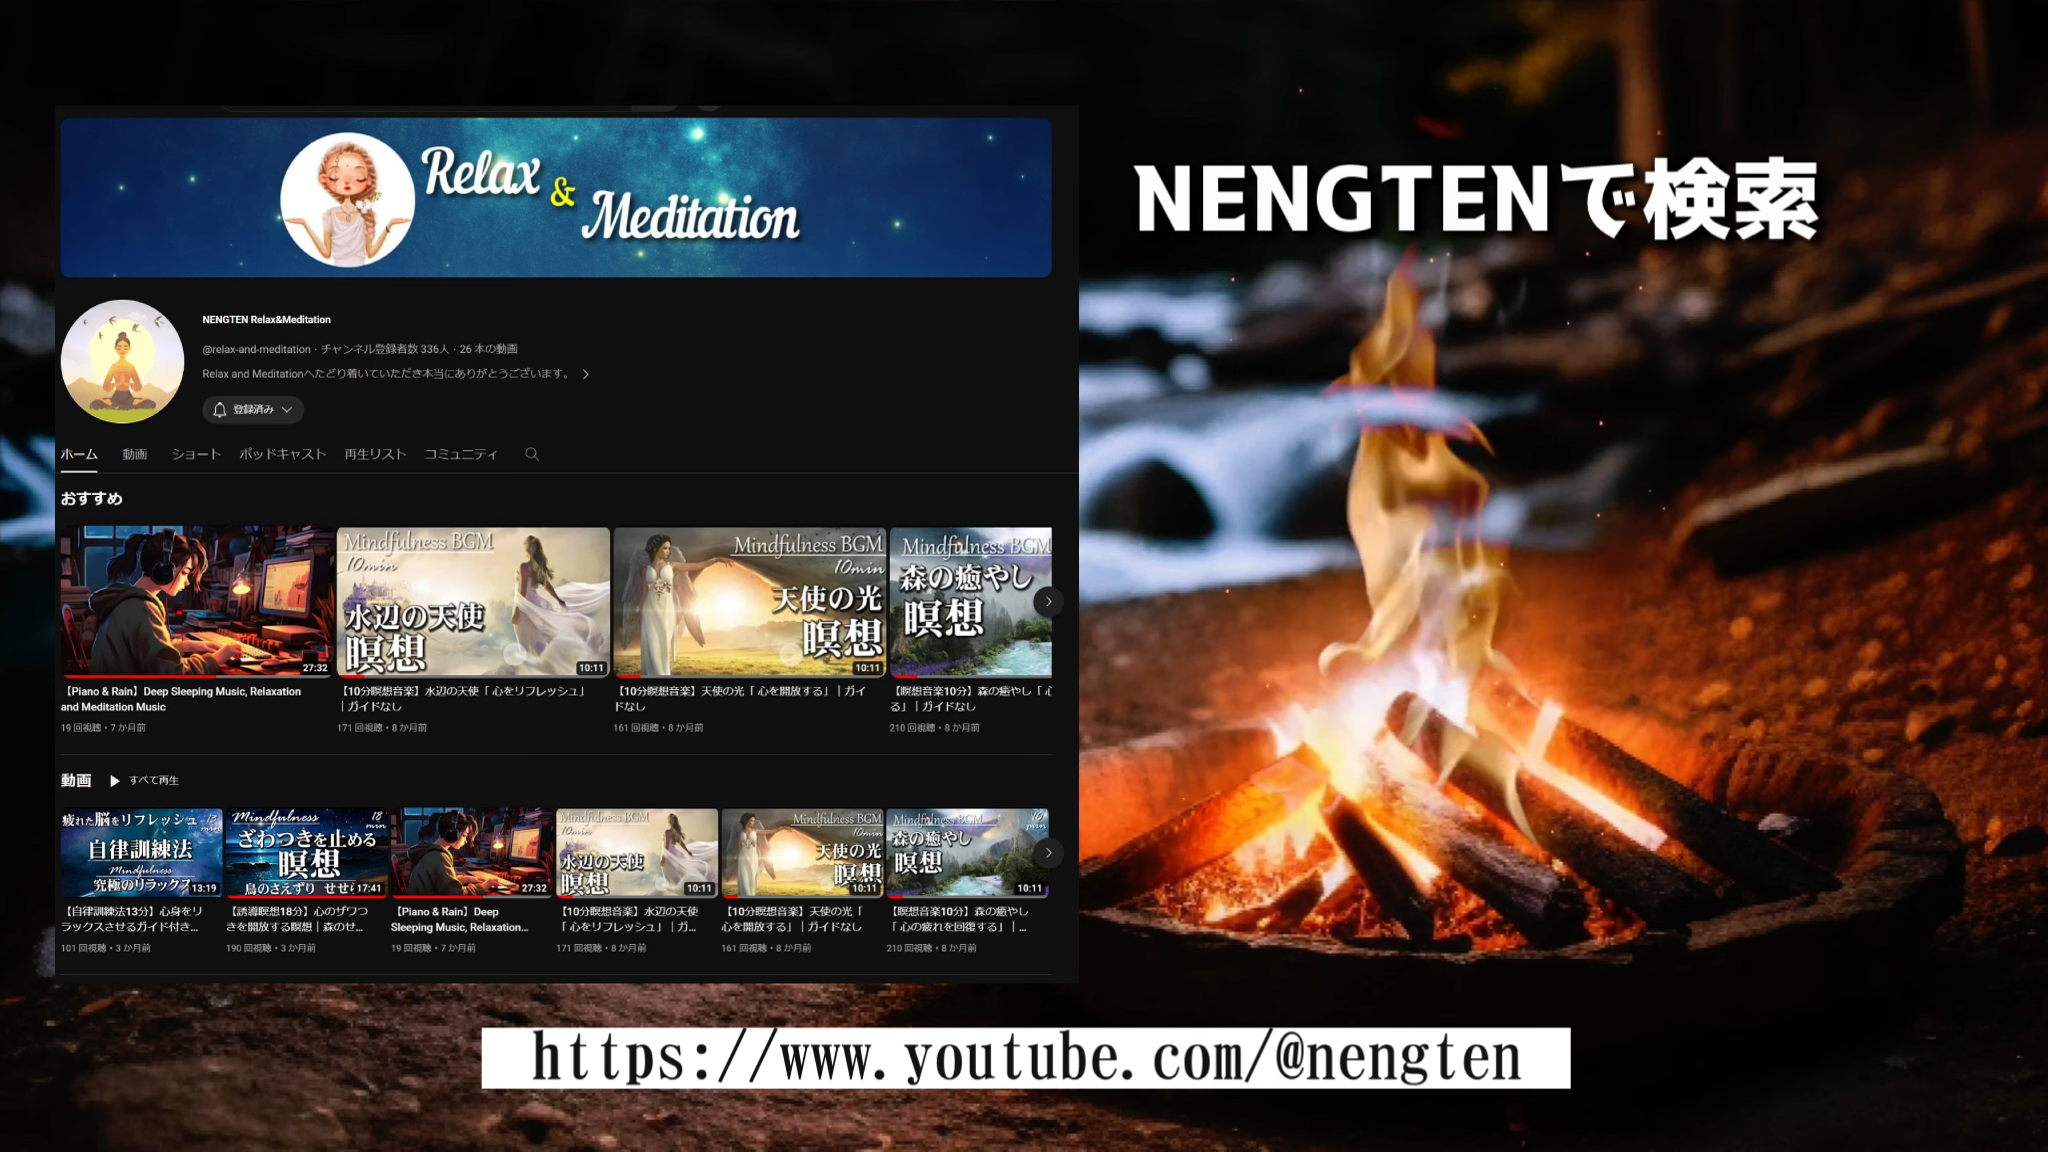 Relax
&
Meditation
NENGTENで検索
NENGTEN Relax&Meditation
@relax-and-meditation・チャンネル登録者数 336人・26 本の動画
Relax and Meditationへたどり着いていただき本当にありがとうございます。
登録済み
ホーム 動画 ショート ポッドキャスト 再生リスト コミュニティ
おすすめ
27:32
Mindfulness BGM
10min
水辺の天使
瞑想
10:11
Mindfulness BGM
10min
天使の光
瞑想
10:11
Mindfulness BGM
森の癒やし
瞑想
【Piano & Rain】Deep Sleeping Music, Relaxation
and Meditation Music
19 回視聴・7 か月前
【10分瞑想音楽】水辺の天使「 心をリフレッシュ」
｜ガイドなし
171 回視聴・8 か月前
【10分瞑想音楽】天使の光「 心を開放する」｜ガイ
ドなし
161 回視聴・8 か月前
【瞑想音楽10分】森の癒やし「 心
る」｜ガイドなし
210 回視聴・8 か月前
動画 すべて再生
疲れた脳をリフレッシュ 13
min
自律訓練法
Mindfulness
究極のリラックス
13:19
Mindfulness 18
min
ざわつきを止める
瞑想
鳥のさえずり せせ
17:41
27:32
Mindfulness BGM
10min
水辺の天使
瞑想
10:11
Mindfulness BGM
10min
天使の光
瞑想
10:11
Mindfulness BGM 10
min
森の癒やし
瞑想
10:11
【自律訓練法13分】心身をリ
ラックスさせるガイド付き...
101 回視聴・3 か月前
【誘導瞑想18分】心のザワつ
きを開放する瞑想｜森のせ...
190 回視聴・3 か月前
【Piano & Rain】Deep
Sleeping Music, Relaxation...
19 回視聴・7 か月前
【10分瞑想音楽】水辺の天使
「 心をリフレッシュ」｜ガ...
171 回視聴・8 か月前
【10分瞑想音楽】天使の光「
心を開放する」｜ガイドなし
161 回視聴・8 か月前
【瞑想音楽10分】森の癒やし
「 心の疲れを回復する」｜...
210 回視聴・8 か月前
https://www.youtube.com/@nengten